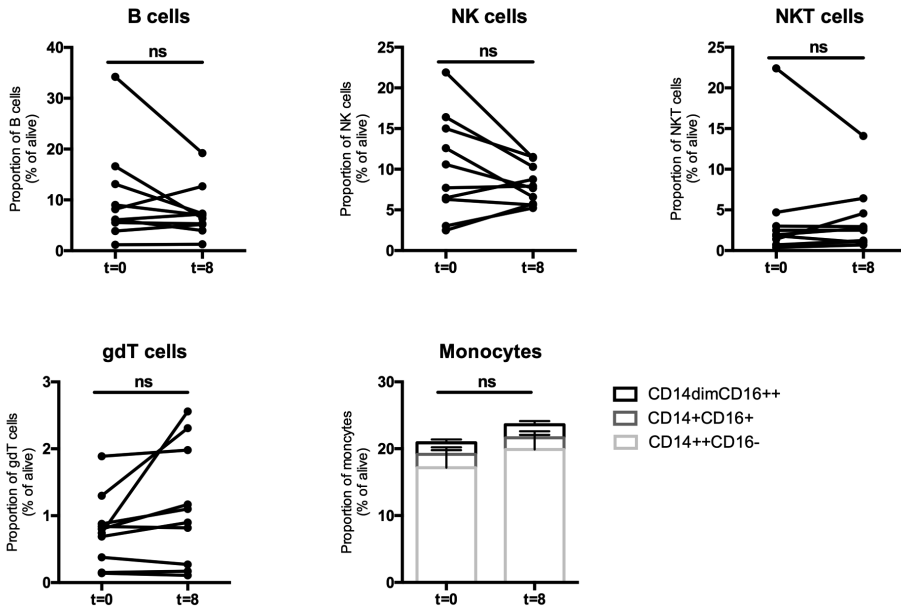 B cells
ns
Proportion of B cells
(% of alive)
40
30
20
10
0
t=0
t=8
NK cells
ns
Proportion of NK cells
(% of alive)
25
20
15
10
5
0
t=0
t=8
NKT cells
ns
Proportion of NKT cells
(% of alive)
25
20
15
10
5
0
t=0
t=8
gdT cells
ns
Proportion of gdT cells
(% of alive)
3
2
1
0
t=0
t=8
Monocytes
ns
Proportion of moncytes
(% of alive)
30
20
10
0
t=0
t=8
CD14dimCD16++
CD14+CD16+
CD14++CD16-